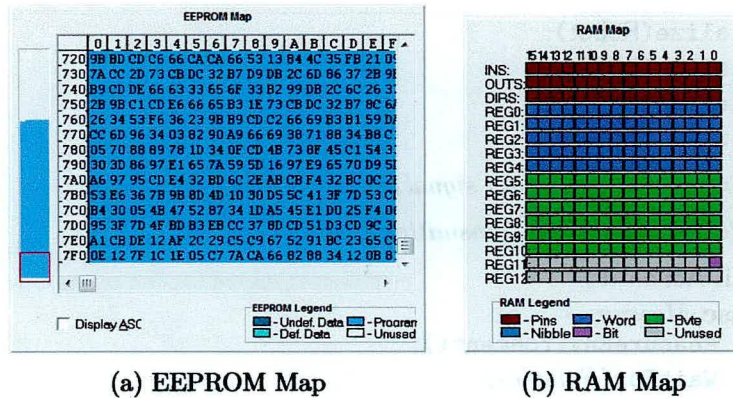 EEPROM Map
0 1 2 3 4 5 6 7 8 9 A B C D E F
720 9B BD CD C6 66 CA CA 66 53 13 84 4C 35 FB 21
730 7A CC 2D 73 CB DC 32 B7 D9 DB 2C 6D 86 37 2B
740 B9 CD DE 66 63 33 65 6F 33 B2 99 DB 2C 6C 26
750 2B 9B C1 CD E6 66 65 B3 1E 73 CB DC 32 B7 8C
760 26 34 53 F6 36 23 9B B9 CD C2 66 69 B3 B1 59
770 CC 6D 96 34 03 82 90 A9 66 69 38 71 88 34 B8
780 05 70 88 89 78 1D 34 0F CD 4B 73 8F 45 C1 54
790 30 3D 86 97 E1 65 7A 59 5D 16 97 E9 65 70 D9
7A0 A6 97 95 CD E4 32 BD 6C 2E AB CB F4 32 BC 0C
7B0 53 E6 36 7B 9B 8D 4D 10 30 D5 5C 41 3F 7D 53
7C0 B4 30 05 4B 47 52 87 34 1D A5 45 E1 D0 25 F4
7D0 95 3F 7D 4F BD B3 EB CC 37 8D CD 51 D3 CD 9C
7E0 A1 CB DE 12 AF 2C 29 C5 C9 67 52 91 BC 23 65
7F0 0E 12 7F 1C 1E 05 C7 7A CA 66 82 88 34 12 0B
Display ASC
EEPROM Legend
- Undef. Data - Program
- Def. Data - Unused
(a) EEPROM Map
RAM Map
15 14 13 12 11 10 9 8 7 6 5 4 3 2 1 0
INS:
OUTS:
DIRS:
REG0:
REG1:
REG2:
REG3:
REG4:
REG5:
REG6:
REG7:
REG8:
REG9:
REG10
REG11
REG12
RAM Legend
- Pins - Word - Byte
- Nibble - Bit - Unused
(b) RAM Map